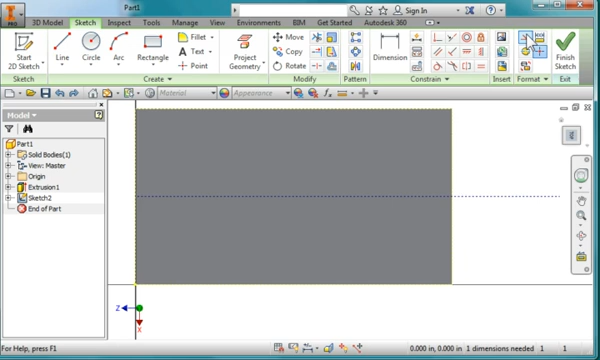 Part1
Sign In
PRO
3D Model Sketch Inspect Tools Manage View Environments BIM Get Started Autodesk 360
Start
2D Sketch
Line Circle Arc Rectangle
Fillet
Text
Point
Project
Geometry
Move
Copy
Rotate
Dimension
Finish
Sketch
Sketch Create Modify Pattern Constrain Insert Format Exit
Material Appearance
Model
Part1
Solid Bodies(1)
View: Master
Origin
Extrusion1
Sketch2
End of Part
Z
X
For Help, press F1
0.000 in, 0.000 in 1 dimensions needed 1 1